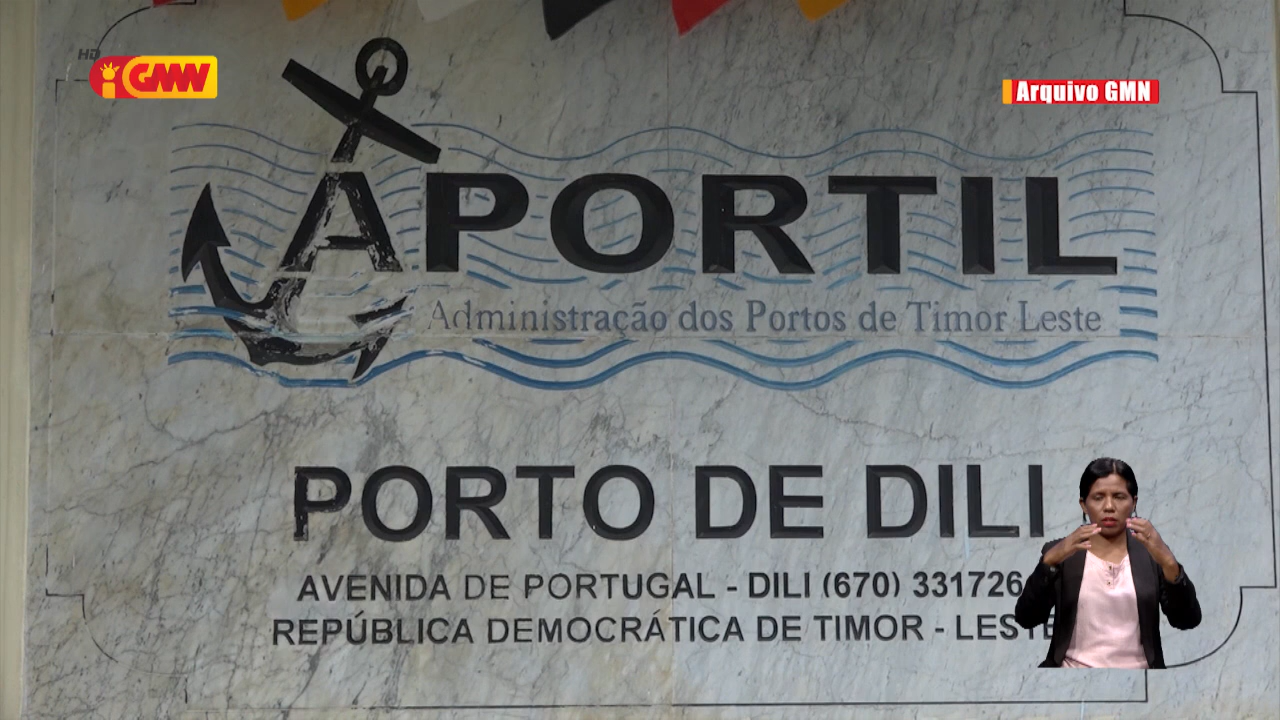 HD
GMN
Arquivo GMN
APORTIL
Administração dos Portos de Timor Leste
PORTO DE DILI
AVENIDA DE PORTUGAL - DILI (670) 331726
REPÚBLICA DEMOCRÁTICA DE TIMOR - LESTE